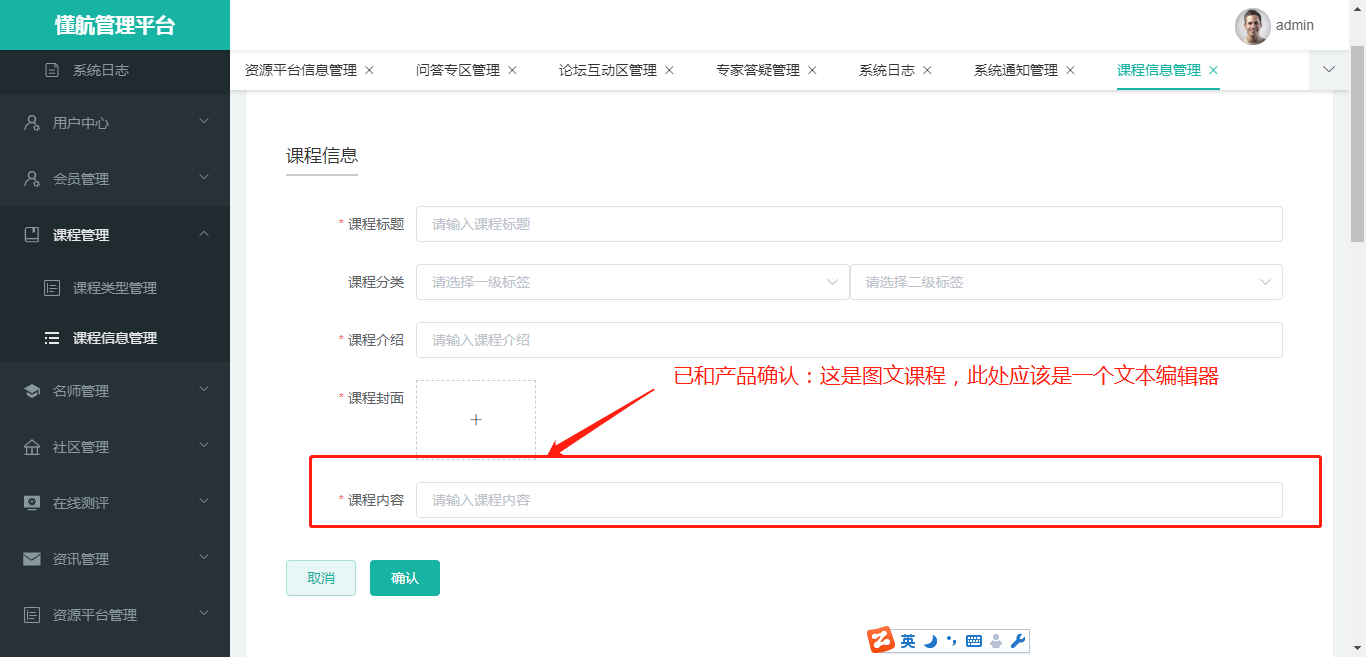 懂航管理平台
admin
系统日志
用户中心
会员管理
课程管理
课程类型管理
课程信息管理
名师管理
社区管理
在线测评
资讯管理
资源平台管理
资源平台信息管理 问答专区管理 论坛互动区管理 专家答疑管理 系统日志 系统通知管理 课程信息管理
课程信息
* 课程标题 请输入课程标题
课程分类 请选择一级标签 请选择二级标签
* 课程介绍 请输入课程介绍
已和产品确认：这是图文课程，此处应该是一个文本编辑器
* 课程封面
* 课程内容 请输入课程内容
取消 确认
英